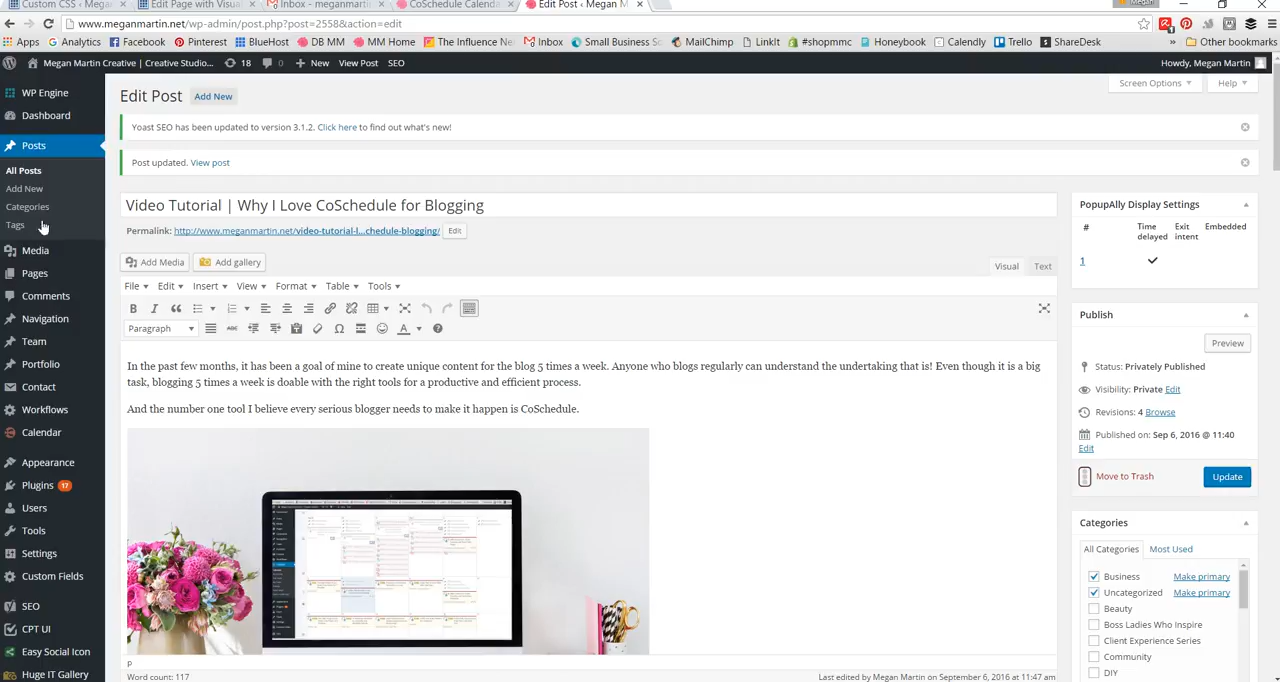 Custom CSS ‹ Mega
Edit Page with Visual
Inbox - meganmartin
CoSchedule Calenda
Edit Post ‹ Megan M
Megan
www.meganmartin.net/wp-admin/post.php?post=2558&action=edit
Apps
Analytics
Facebook
Pinterest
BlueHost
DB MM
MM Home
The Influence Ne
Inbox
Small Business Sc
MailChimp
LinkIt
#shopmmc
Honeybook
Calendly
Trello
ShareDesk
»
Other bookmarks
Megan Martin Creative | Creative Studio...
18
0
+ New
View Post
SEO
Howdy, Megan Martin
WP Engine
Dashboard
Posts
All Posts
Add New
Categories
Tags
Media
Pages
Comments
Navigation
Team
Portfolio
Contact
Workflows
Calendar
Appearance
Plugins 17
Users
Tools
Settings
Custom Fields
SEO
CPT UI
Easy Social Icon
Huge IT Gallery
Screen Options
Help
Edit Post Add New
Yoast SEO has been updated to version 3.1.2. Click here to find out what's new!
Post updated. View post
Video Tutorial | Why I Love CoSchedule for Blogging
Permalink: http://www.meganmartin.net/video-tutorial-l...chedule-blogging/ Edit
Add Media
Add gallery
Visual
Text
File
Edit
Insert
View
Format
Table
Tools
Paragraph
In the past few months, it has been a goal of mine to create unique content for the blog 5 times a week. Anyone who blogs regularly can understand the undertaking that is! Even though it is a big
task, blogging 5 times a week is doable with the right tools for a productive and efficient process.
And the number one tool I believe every serious blogger needs to make it happen is CoSchedule.
p
Word count: 117
Last edited by Megan Martin on September 6, 2016 at 11:47 am
PopupAlly Display Settings
# Time delayed Exit intent Embedded
1
Publish
Preview
Status: Privately Published
Visibility: Private Edit
Revisions: 4 Browse
Published on: Sep 6, 2016 @ 11:40
Edit
Move to Trash
Update
Categories
All Categories
Most Used
Business Make primary
Uncategorized Make primary
Beauty
Boss Ladies Who Inspire
Client Experience Series
Community
DIY